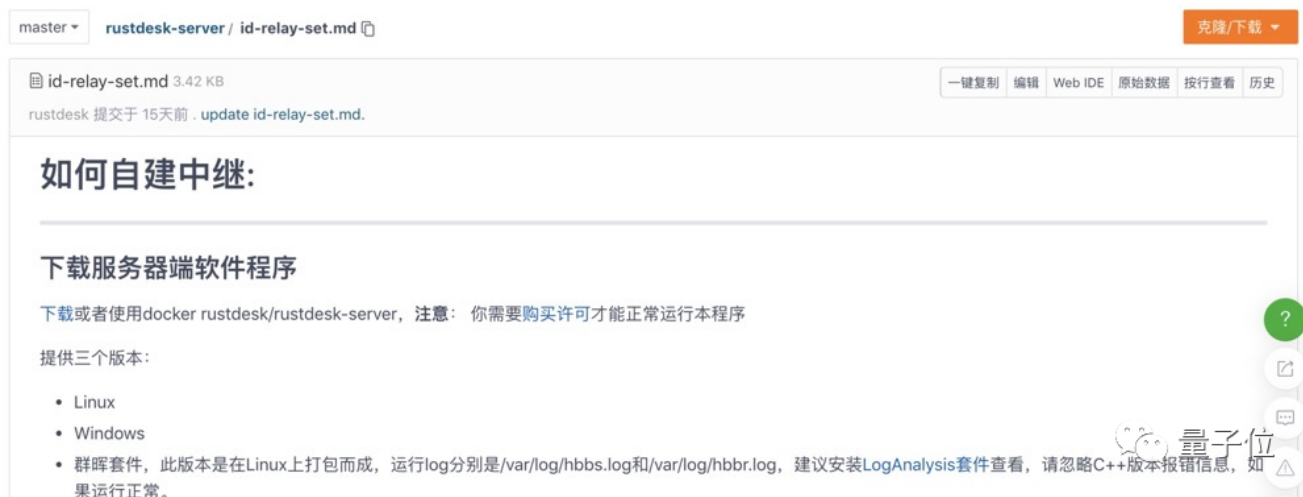 master
rustdesk-server / id-relay-set.md
克隆/下载
id-relay-set.md 3.42 KB
一键复制 编辑 Web IDE 原始数据 按行查看 历史
rustdesk 提交于 15天前 . update id-relay-set.md.
如何自建中继:
下载服务器端软件程序
下载或者使用docker rustdesk/rustdesk-server，注意： 你需要购买许可才能正常运行本程序
?
提供三个版本：
• Linux
• Windows
• 群晖套件，此版本是在Linux上打包而成，运行log分别是/var/log/hbbs.log和/var/log/hbbr.log，建议安装LogAnalysis套件查看，请忽略C++版本报错信息，如
果运行正常。
量子位